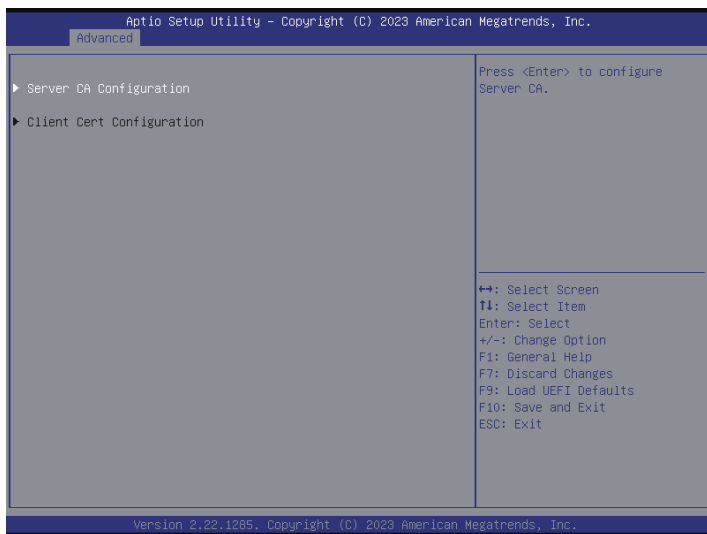 Aptio Setup Utility – Copyright (C) 2023 American Megatrends, Inc.
Advanced
▶ Server CA Configuration
▶ Client Cert Configuration
Press <Enter> to configure
Server CA.
↔: Select Screen
↑↓: Select Item
Enter: Select
+/-: Change Option
F1: General Help
F7: Discard Changes
F9: Load UEFI Defaults
F10: Save and Exit
ESC: Exit
Version 2.22.1285. Copyright (C) 2023 American Megatrends, Inc.